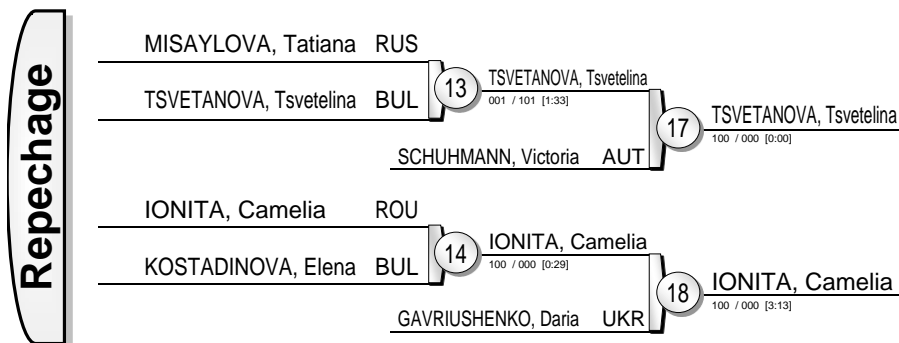 Repechage
MISAYLOVA, Tatiana RUS
13
TSVETANOVA, Tsvetelina
001 / 101 [1:33]
TSVETANOVA, Tsvetelina BUL
17
TSVETANOVA, Tsvetelina
100 / 000 [0:00]
SCHUHMANN, Victoria AUT
IONITA, Camelia ROU
14
IONITA, Camelia
100 / 000 [0:29]
KOSTADINOVA, Elena BUL
18
IONITA, Camelia
100 / 000 [3:13]
GAVRIUSHENKO, Daria UKR